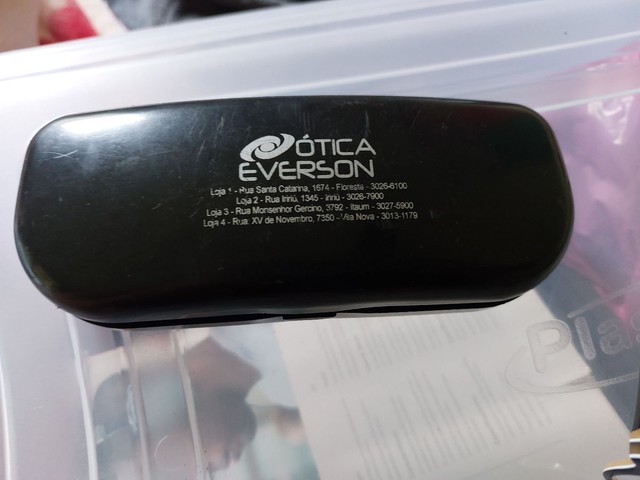 ÓTICA
EVERSON
Loja 1 - Rua Santa Catarina, 1674 - Floresta - 3026-6100
Loja 2 - Rua Iririú, 1345 - Iririú - 3026-7900
Loja 3 - Rua Monsenhor Gercino, 3792 - Itaum - 3027-5900
Loja 4 - Rua: XV de Novembro, 7350 - Vila Nova - 3013-1179
Pla